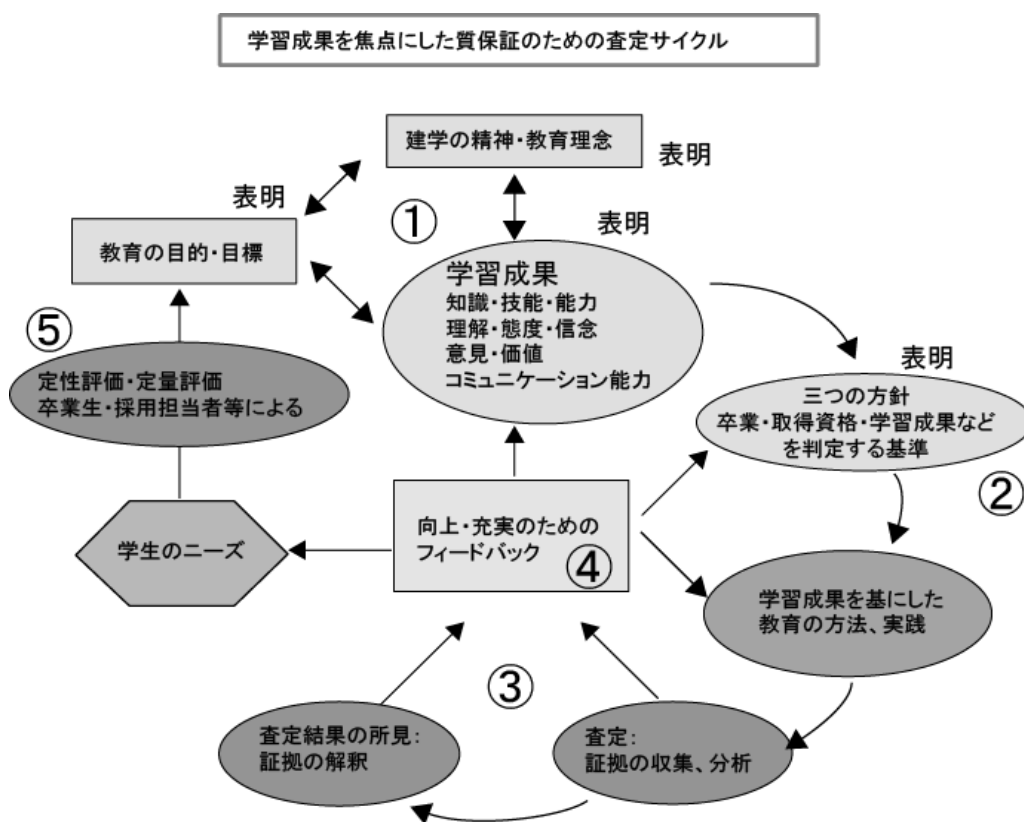 学習成果を焦点にした質保証のための査定サイクル
建学の精神・教育理念
表明
表明
教育の目的・目標
①
表明
学習成果
知識・技能・能力
理解・態度・信念
意見・価値
コミュニケーション能力
⑤
定性評価・定量評価
卒業生・採用担当者等による
表明
三つの方針
卒業・取得資格・学習成果など
を判定する基準
②
学生のニーズ
向上・充実のための
フィードバック
④
学習成果を基にした
教育の方法、実践
③
査定結果の所見：
証拠の解釈
査定：
証拠の収集、分析